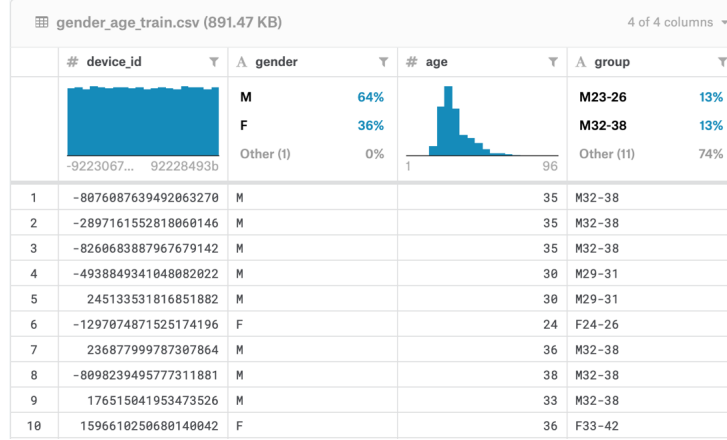 gender_age_train.csv (891.47 KB) 4 of 4 columns
# device_id A gender # age A group
M 64% M23-26 13%
F 36% M32-38 13%
Other (1) 0% Other (11) 74%
-9223067... 92228493b 1 96
1 -8076087639492063270 M 35 M32-38
2 -2897161552818060146 M 35 M32-38
3 -8260683887967679142 M 35 M32-38
4 -4938849341048082022 M 30 M29-31
5 245133531816851882 M 30 M29-31
6 -1297074871525174196 F 24 F24-26
7 236877999787307864 M 36 M32-38
8 -8098239495777311881 M 38 M32-38
9 176515041953473526 M 33 M32-38
10 1596610250680140042 F 36 F33-42